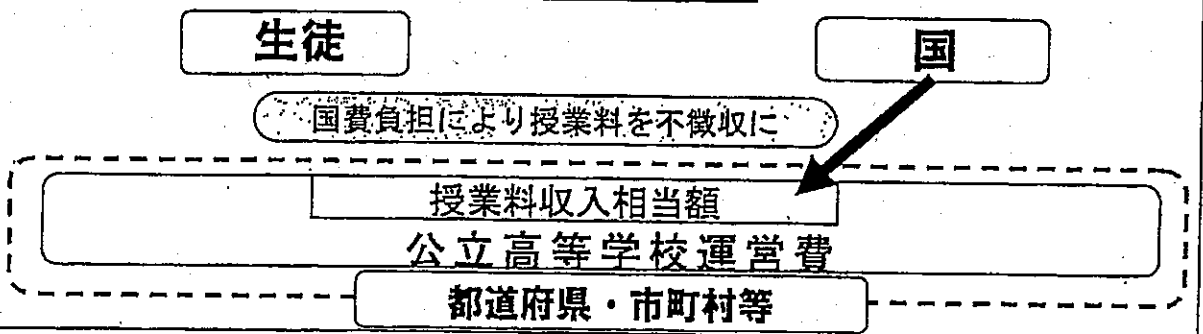 生徒
国
国費負担により授業料を不徴収に
授業料収入相当額
公立高等学校運営費
都道府県・市町村等